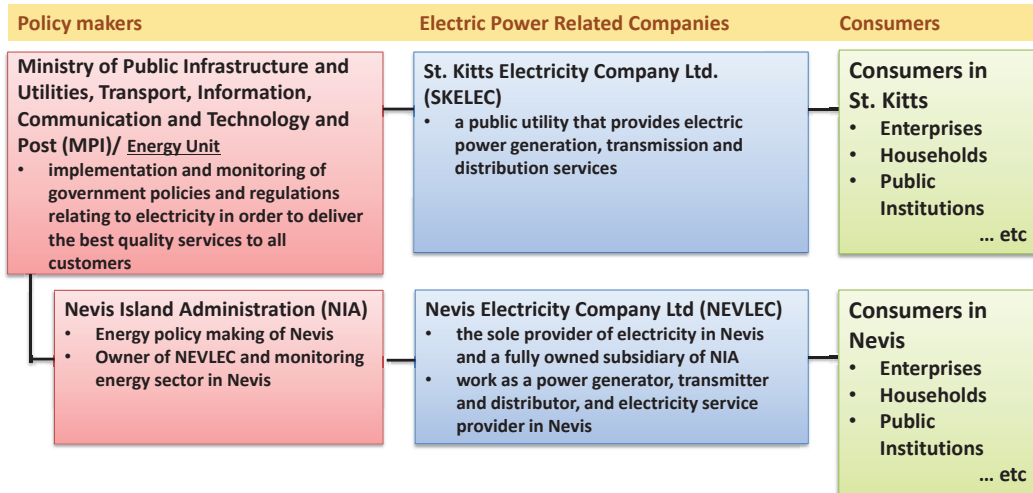 Policy makers
Electric Power Related Companies
Consumers
Ministry of Public Infrastructure and
Utilities, Transport, Information,
Communication and Technology and
Post (MPI)/ Energy Unit
• implementation and monitoring of
government policies and regulations
relating to electricity in order to deliver
the best quality services to all
customers
St. Kitts Electricity Company Ltd.
(SKELEC)
• a public utility that provides electric
power generation, transmission and
distribution services
Consumers in
St. Kitts
• Enterprises
• Households
• Public
Institutions
... etc
Nevis Island Administration (NIA)
• Energy policy making of Nevis
• Owner of NEVLEC and monitoring
energy sector in Nevis
Nevis Electricity Company Ltd (NEVLEC)
• the sole provider of electricity in Nevis
and a fully owned subsidiary of NIA
• work as a power generator, transmitter
and distributor, and electricity service
provider in Nevis
Consumers in
Nevis
• Enterprises
• Households
• Public
Institutions
... etc